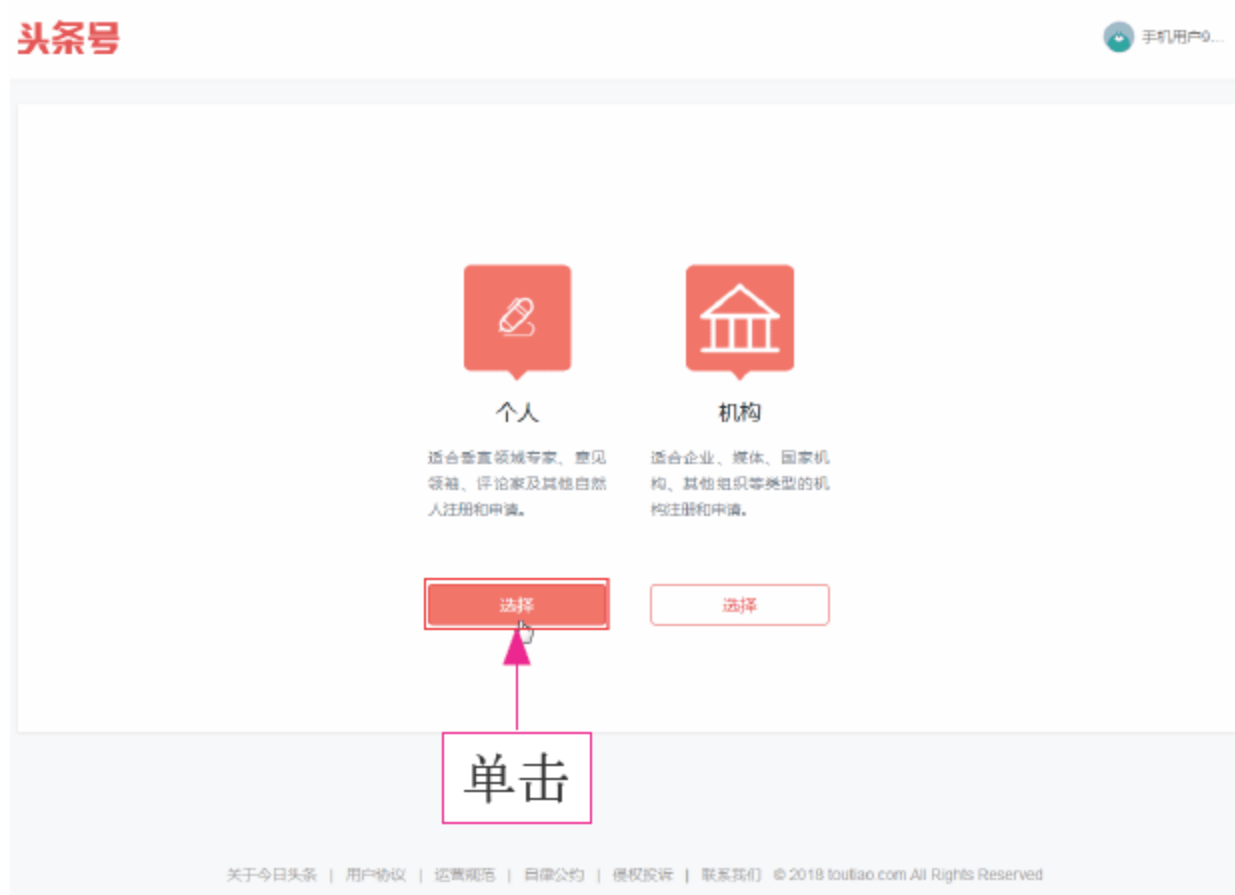 头条号
手机用户9...
个人
适合垂直领域专家、意见
领袖、评论家及其他自然
人注册和申请。
选择
机构
适合企业、媒体、国家机
构、其他组织等类型的机
构注册和申请。
选择
单击
关于今日头条 | 用户协议 | 运营规范 | 自律公约 | 侵权投诉 | 联系我们 © 2018 toutiao.com All Rights Reserved